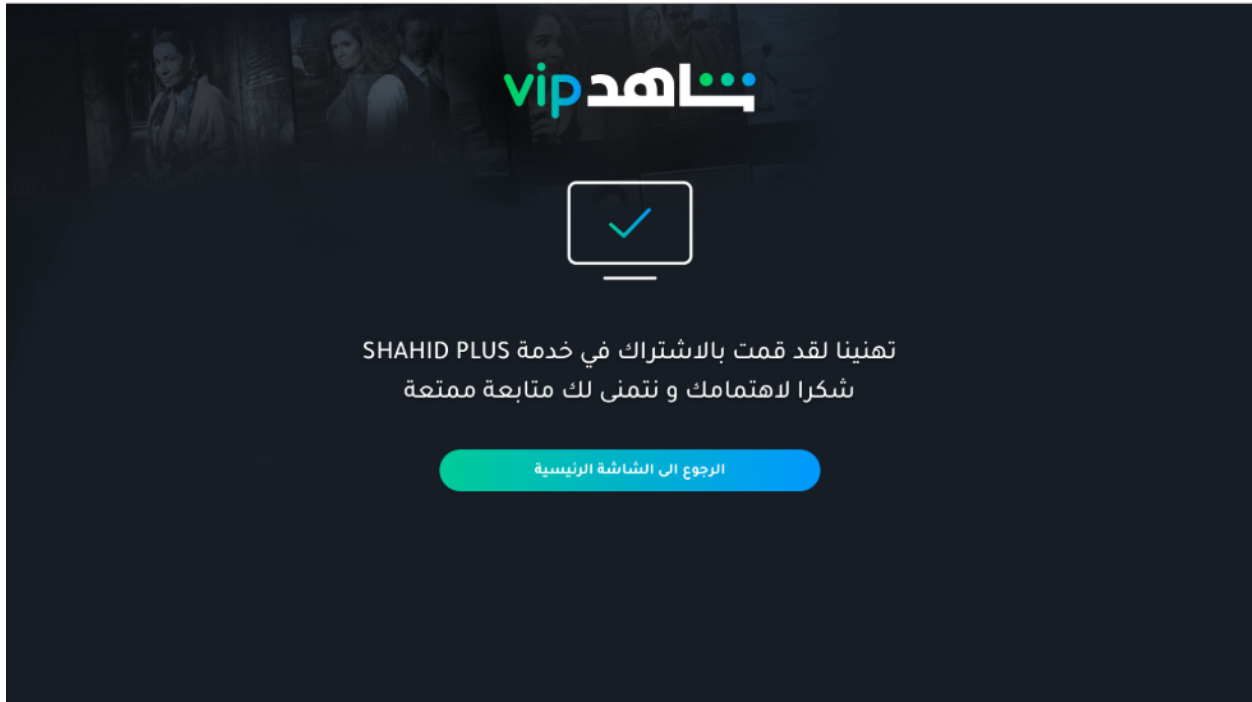 شاهد vip
تهنينا لقد قمت بالاشتراك في خدمة SHAHID PLUS
شكرا لاهتمامك و نتمنى لك متابعة ممتعة
الرجوع الى الشاشة الرئيسية